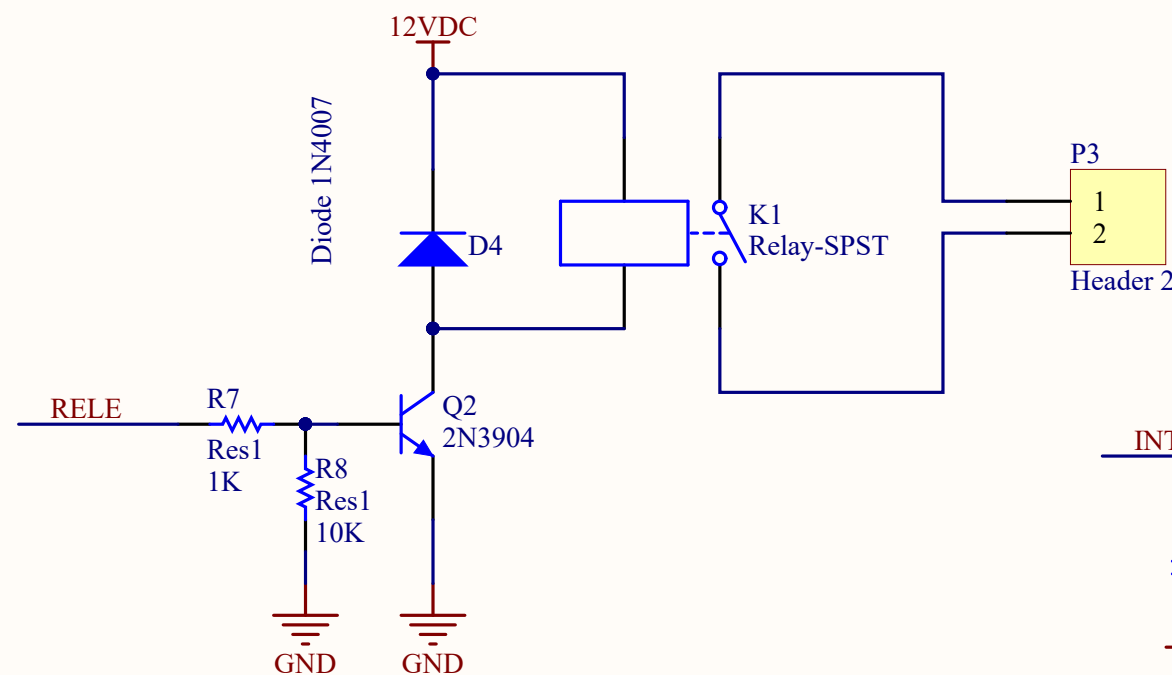 12VDC
Diode 1N4007
D4
K1
Relay-SPST
P3
1
2
Header 2
RELE
R7
Res1
1K
R8
Res1
10K
Q2
2N3904
INT
GND
GND